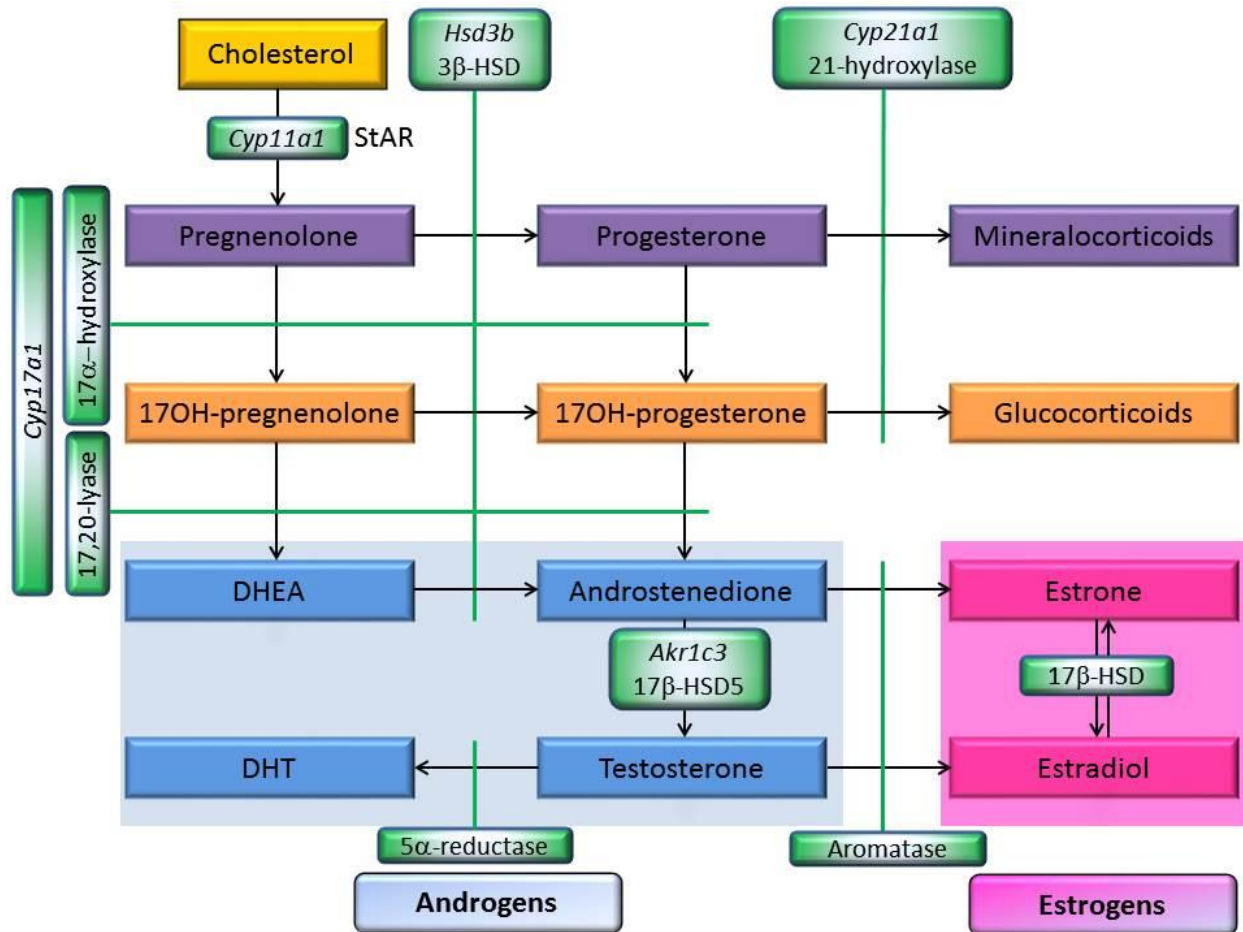 Cholesterol
Hsd3b
3β-HSD
Cyp21a1
21-hydroxylase
Cyp11a1
StAR
Cyp17a1
17α-hydroxylase
17,20-lyase
Pregnenolone
Progesterone
Mineralocorticoids
17OH-pregnenolone
17OH-progesterone
Glucocorticoids
DHEA
Androstenedione
Estrone
Akr1c3
17β-HSD5
17β-HSD
DHT
Testosterone
Estradiol
5α-reductase
Aromatase
Androgens
Estrogens